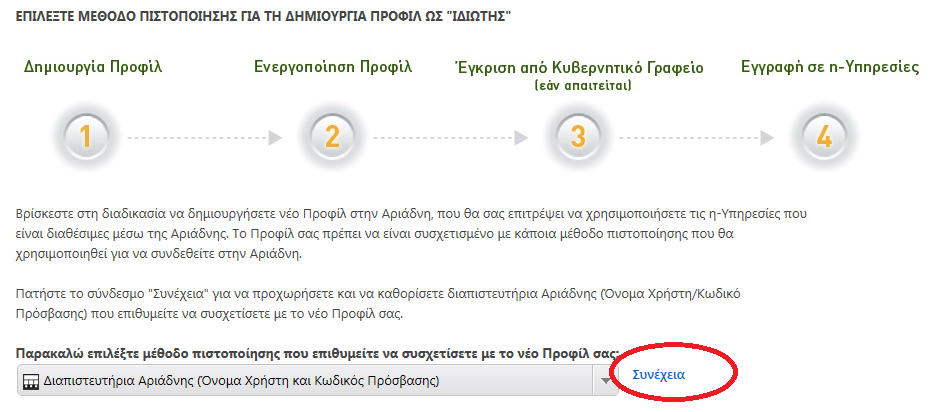 ΕΠΙΛΕΞΤΕ ΜΕΘΟΔΟ ΠΙΣΤΟΠΟΙΗΣΗΣ ΓΙΑ ΤΗ ΔΗΜΙΟΥΡΓΙΑ ΠΡΟΦΙΛ ΩΣ "ΙΔΙΩΤΗΣ"
Δημιουργία Προφίλ
Ενεργοποίηση Προφίλ
Έγκριση από Κυβερνητικό Γραφείο
(εάν απαιτείται)
Εγγραφή σε η-Υπηρεσίες
1
2
3
4
Βρίσκεστε στη διαδικασία να δημιουργήσετε νέο Προφίλ στην Αριάδνη, που θα σας επιτρέψει να χρησιμοποιήσετε τις η-Υπηρεσίες που
είναι διαθέσιμες μέσω της Αριάδνης. Το Προφίλ σας πρέπει να είναι συσχετισμένο με κάποια μέθοδο πιστοποίησης που θα
χρησιμοποιηθεί για να συνδεθείτε στην Αριάδνη.
Πατήστε το σύνδεσμο "Συνέχεια" για να προχωρήσετε και να καθορίσετε διαπιστευτήρια Αριάδνης (Όνομα Χρήστη/Κωδικό
Πρόσβασης) που επιθυμείτε να συσχετίσετε με το νέο Προφίλ σας.
Παρακαλώ επιλέξτε μέθοδο πιστοποίησης που επιθυμείτε να συσχετίσετε με το νέο Προφίλ σας:
Διαπιστευτήρια Αριάδνης (Όνομα Χρήστη και Κωδικός Πρόσβασης)
Συνέχεια